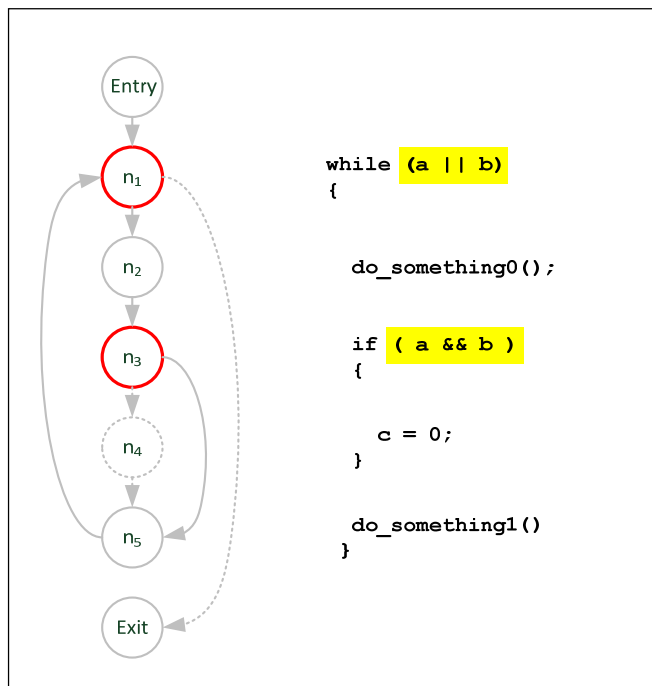 Entry
n₁
while (a || b)
{
n₂
do_something0();
n₃
if ( a && b )
{
n₄
c = 0;
}
n₅
do_something1()
}
Exit